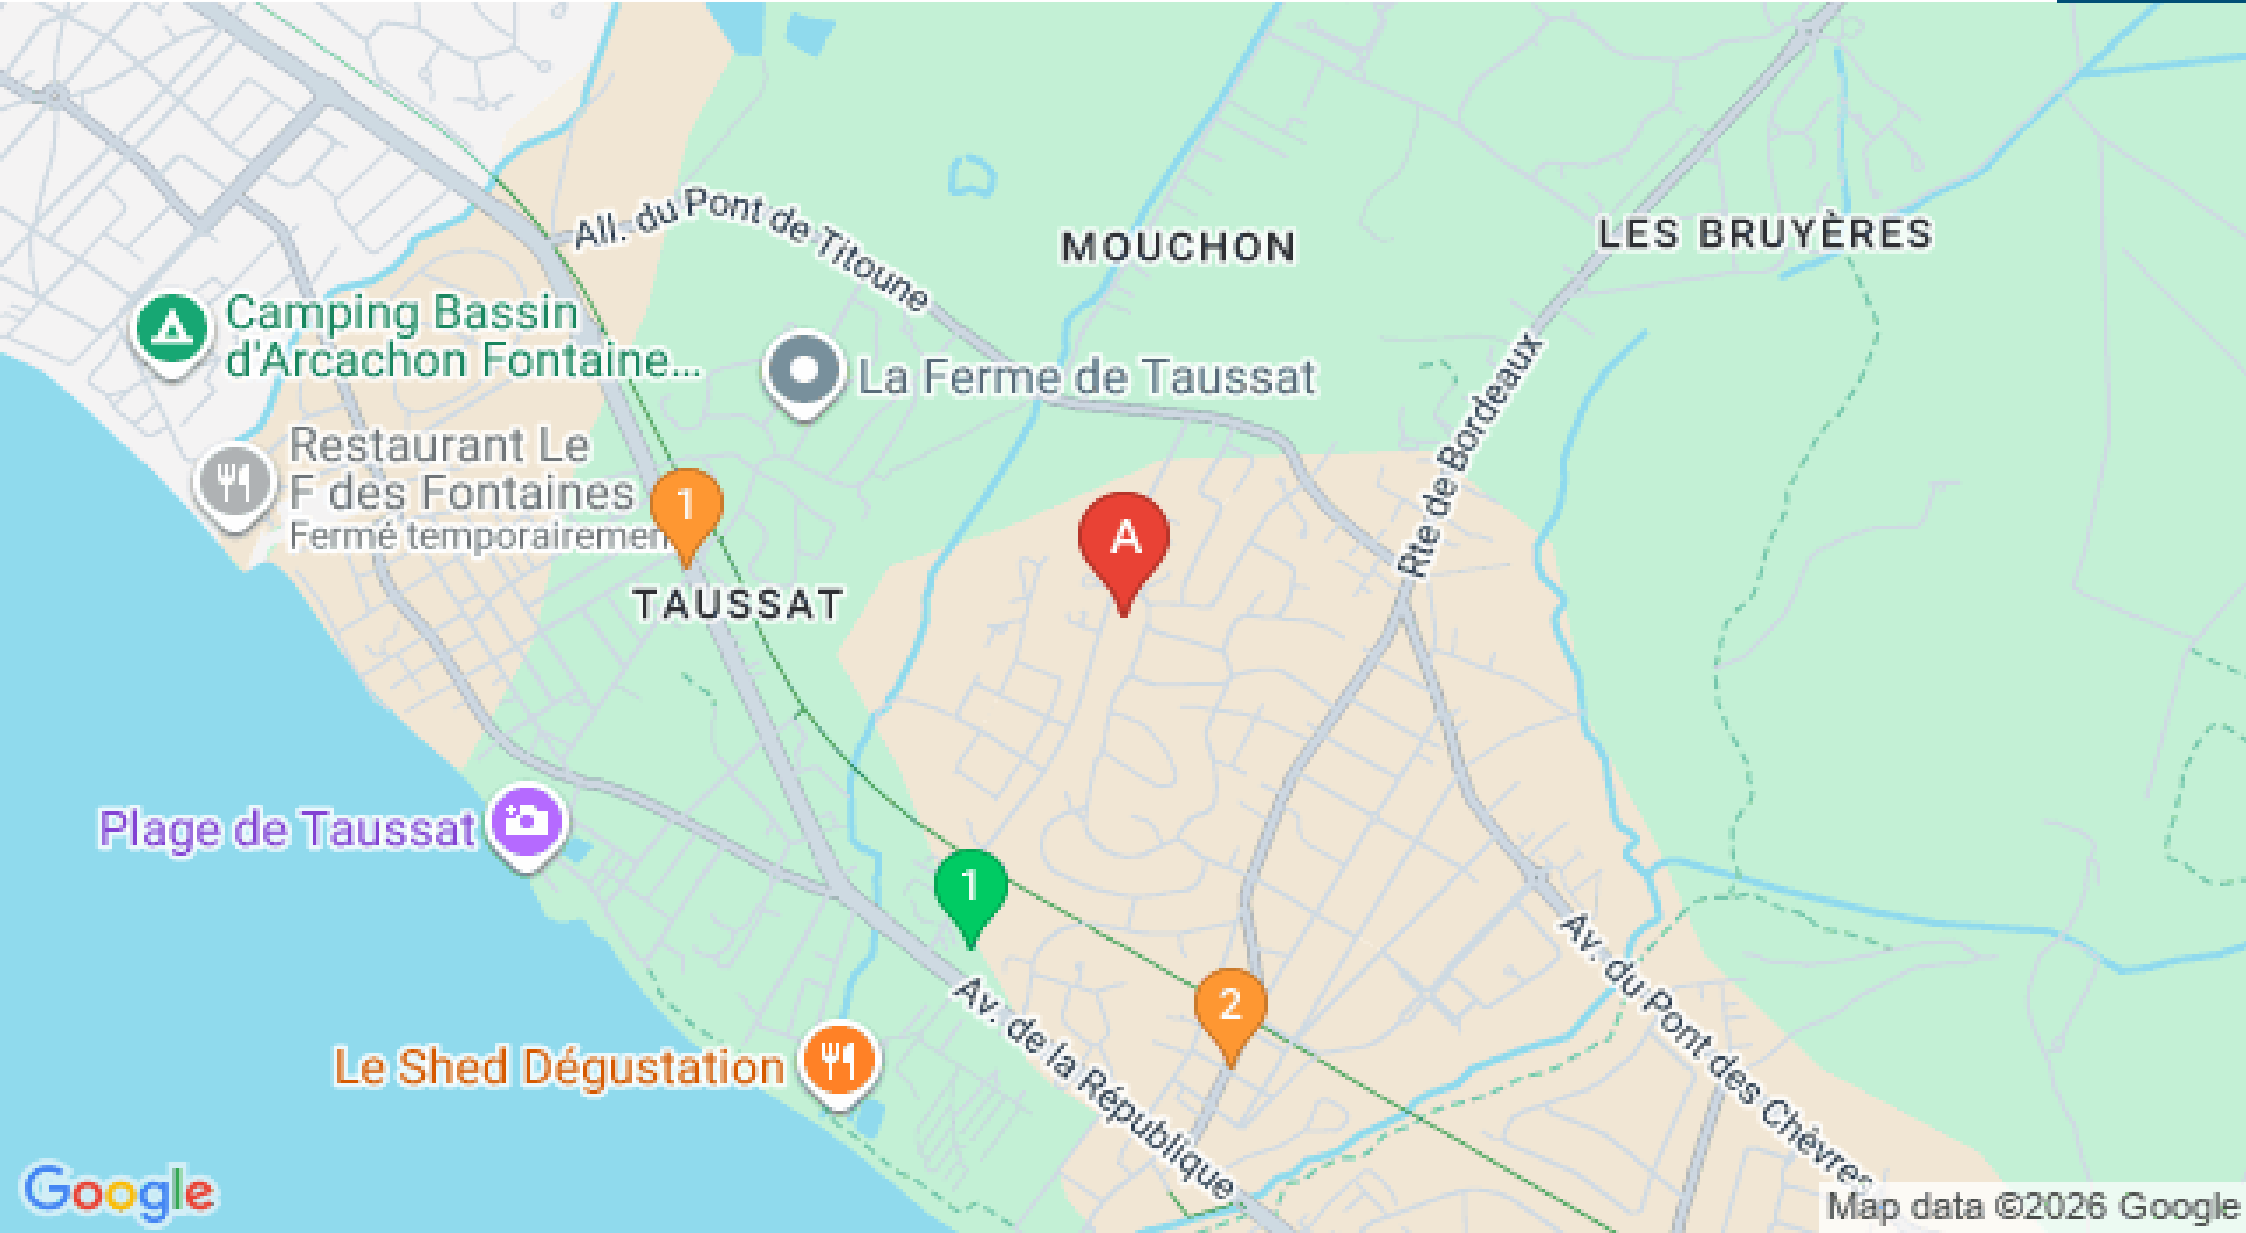 All. du Pont de Titoune
MOUCHON
LES BRUYÈRES
Camping Bassin
d'Arcachon Fontaine...
La Ferme de Taussat
Rte de Bordeaux
Restaurant Le
F des Fontaines
Fermé temporairemen
1
A
TAUSSAT
Plage de Taussat
1
2
Av. du Pont des Chèvres
Av. de la République
Le Shed Dégustation
Google
Map data ©2026 Google